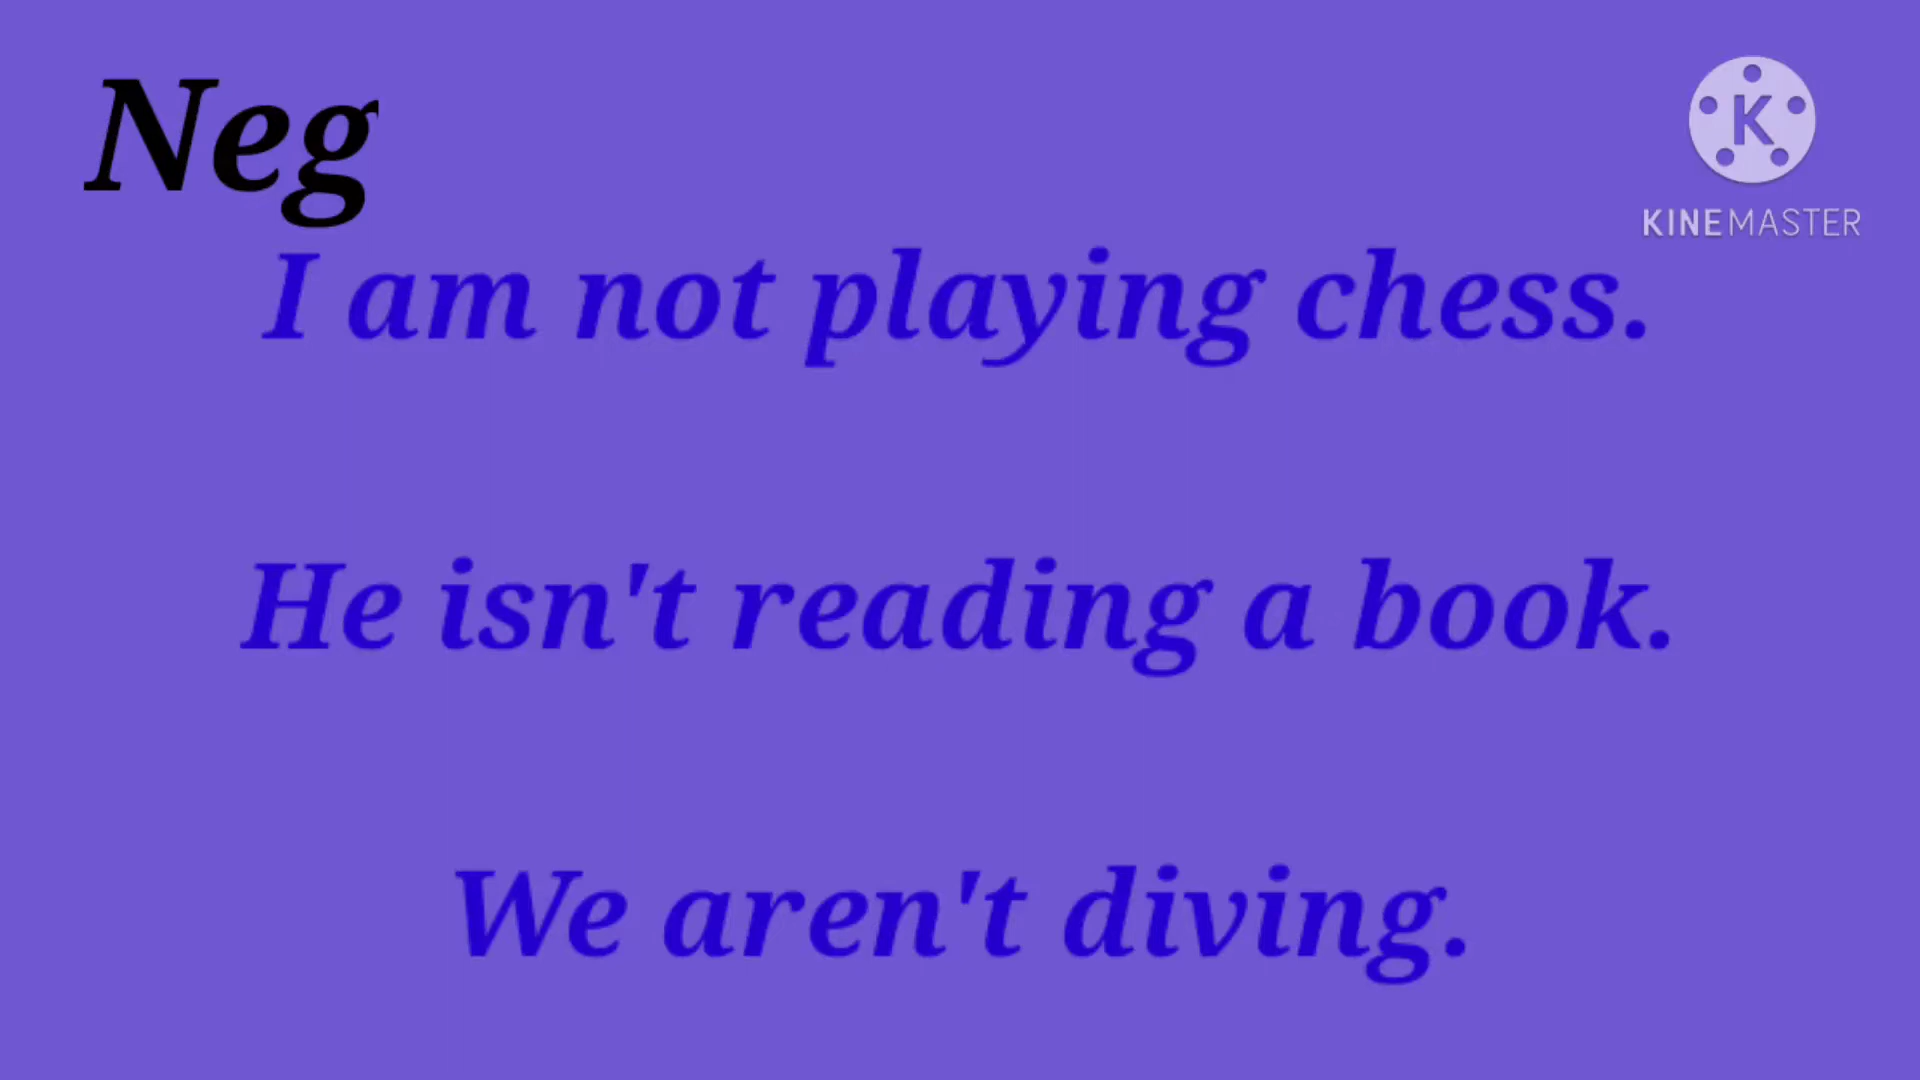 Neg
K
KINEMASTER
I am not playing chess.
He isn't reading a book.
We aren't diving.